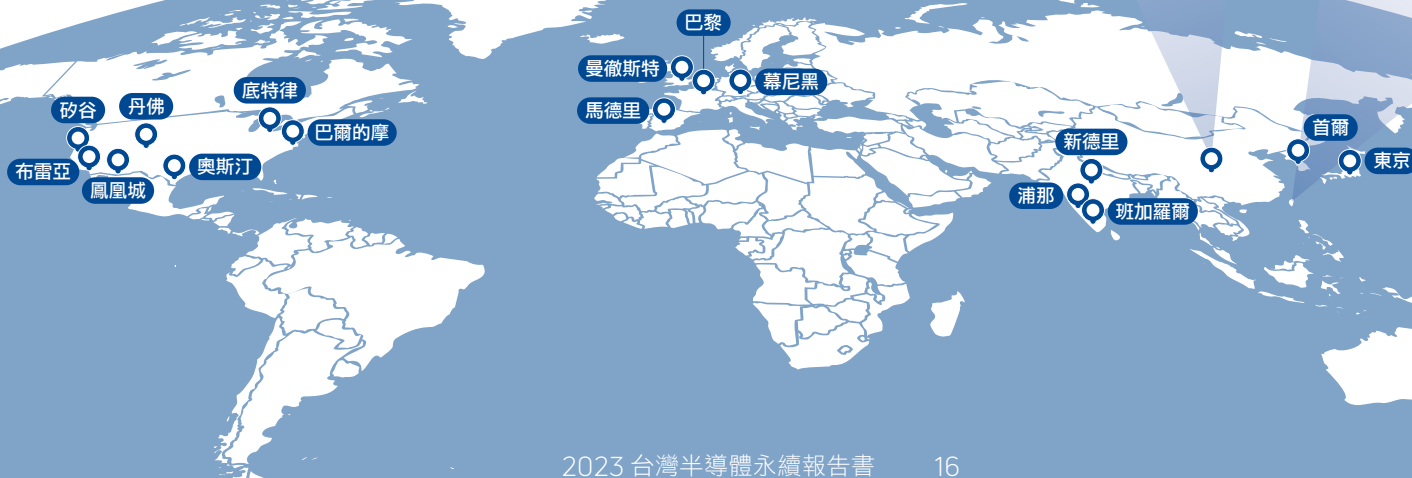 巴黎
曼徹斯特
幕尼黑
底特律
丹佛
砂谷
馬德里
巴爾的摩
首爾
新德里
東京
布雷亞
奧斯汀
鳳凰城
浦那
班加羅爾
2023 台灣半導體永續報告書 16